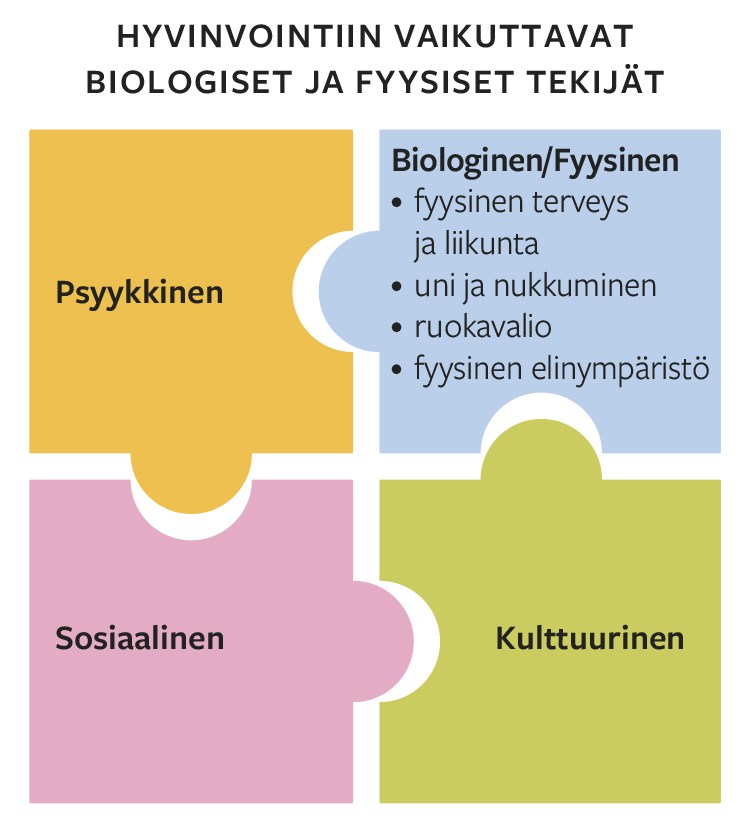 HYVINVOINTIIN VAIKUTTAVAT
BIOLOGISET JA FYYSISET TEKIJÄT
Psyykkinen
Biologinen/Fyysinen
• fyysinen terveys
ja liikunta
• uni ja nukkuminen
• ruokavalio
• fyysinen elinympäristö
Sosiaalinen
Kulttuurinen